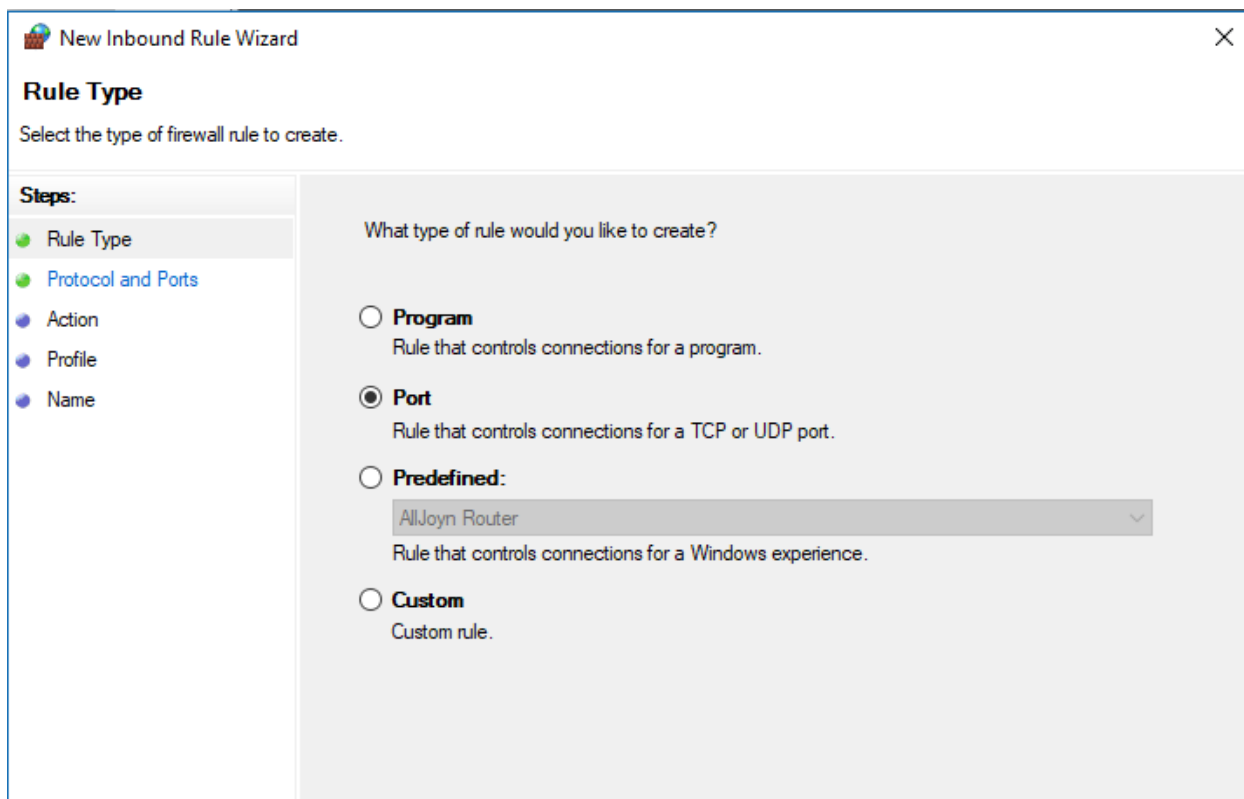 New Inbound Rule Wizard
Rule Type
Select the type of firewall rule to create.
Steps:
Rule Type
Protocol and Ports
Action
Profile
Name
What type of rule would you like to create?
Program
Rule that controls connections for a program.
Port
Rule that controls connections for a TCP or UDP port.
Predefined:
AllJoyn Router
Rule that controls connections for a Windows experience.
Custom
Custom rule.